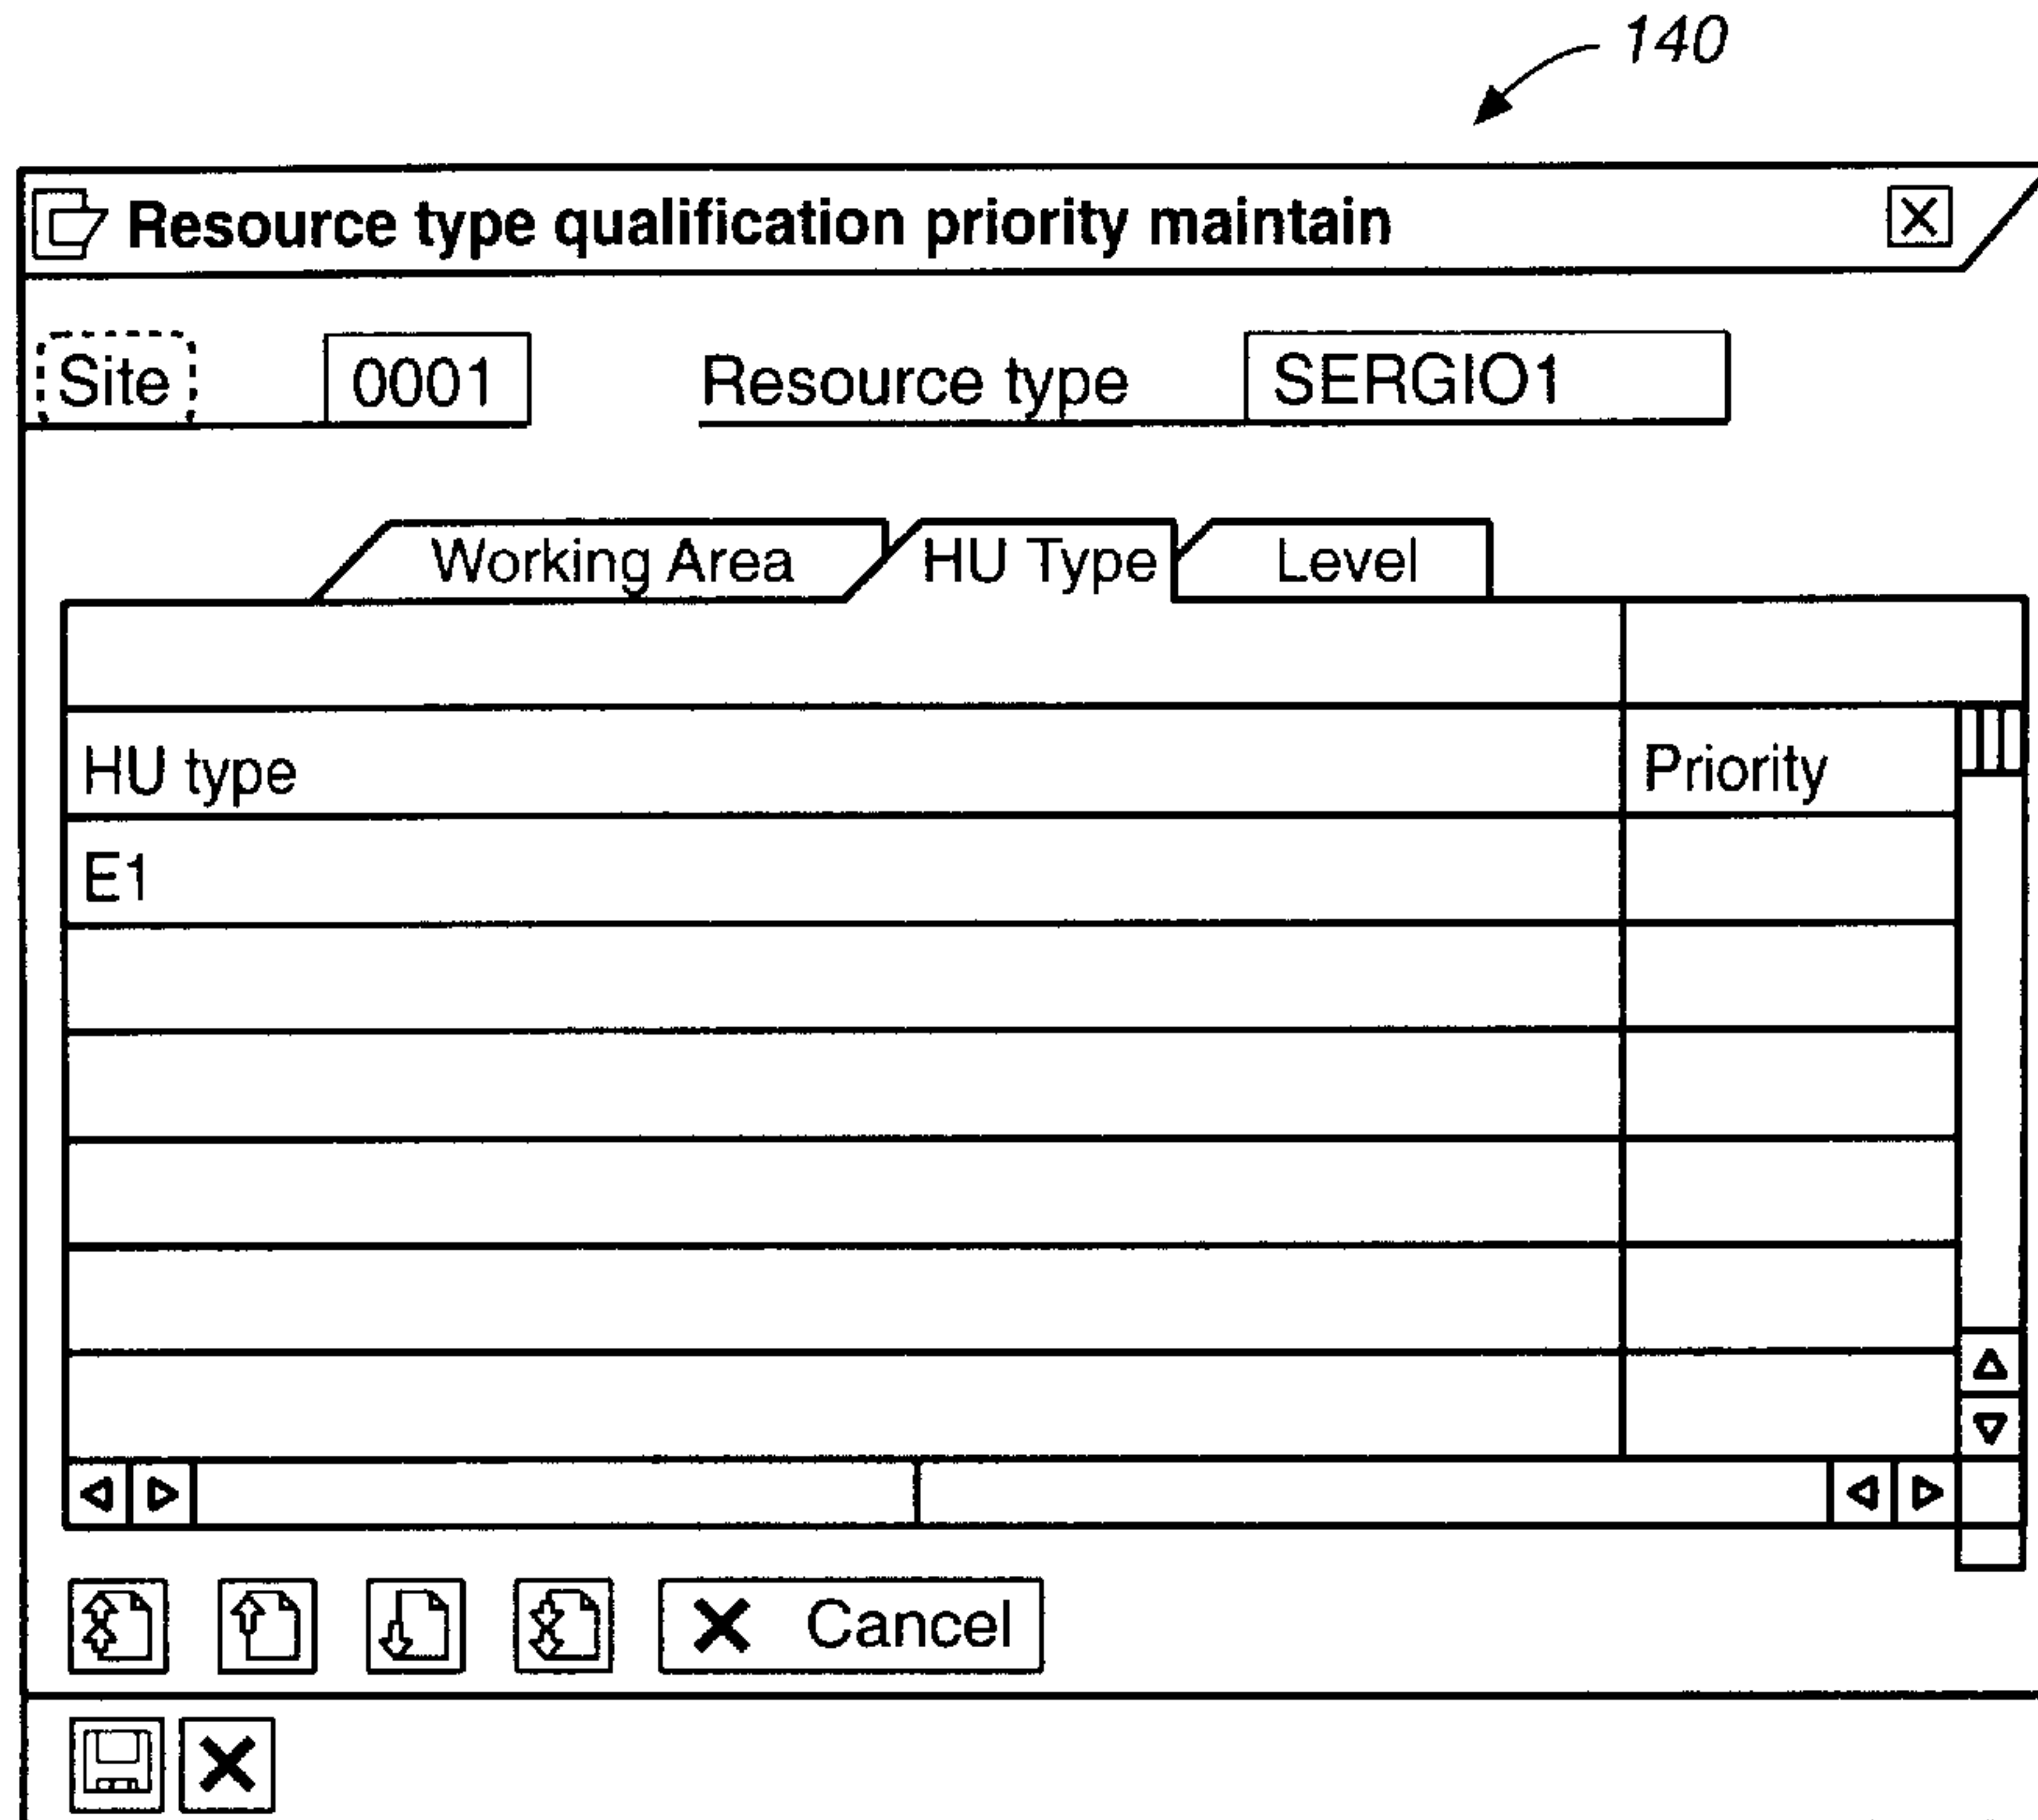 140
Resource type qualification priority maintain
Site 0001 Resource type SERGIO1
Working Area HU Type Level
HU type Priority
E1
Cancel